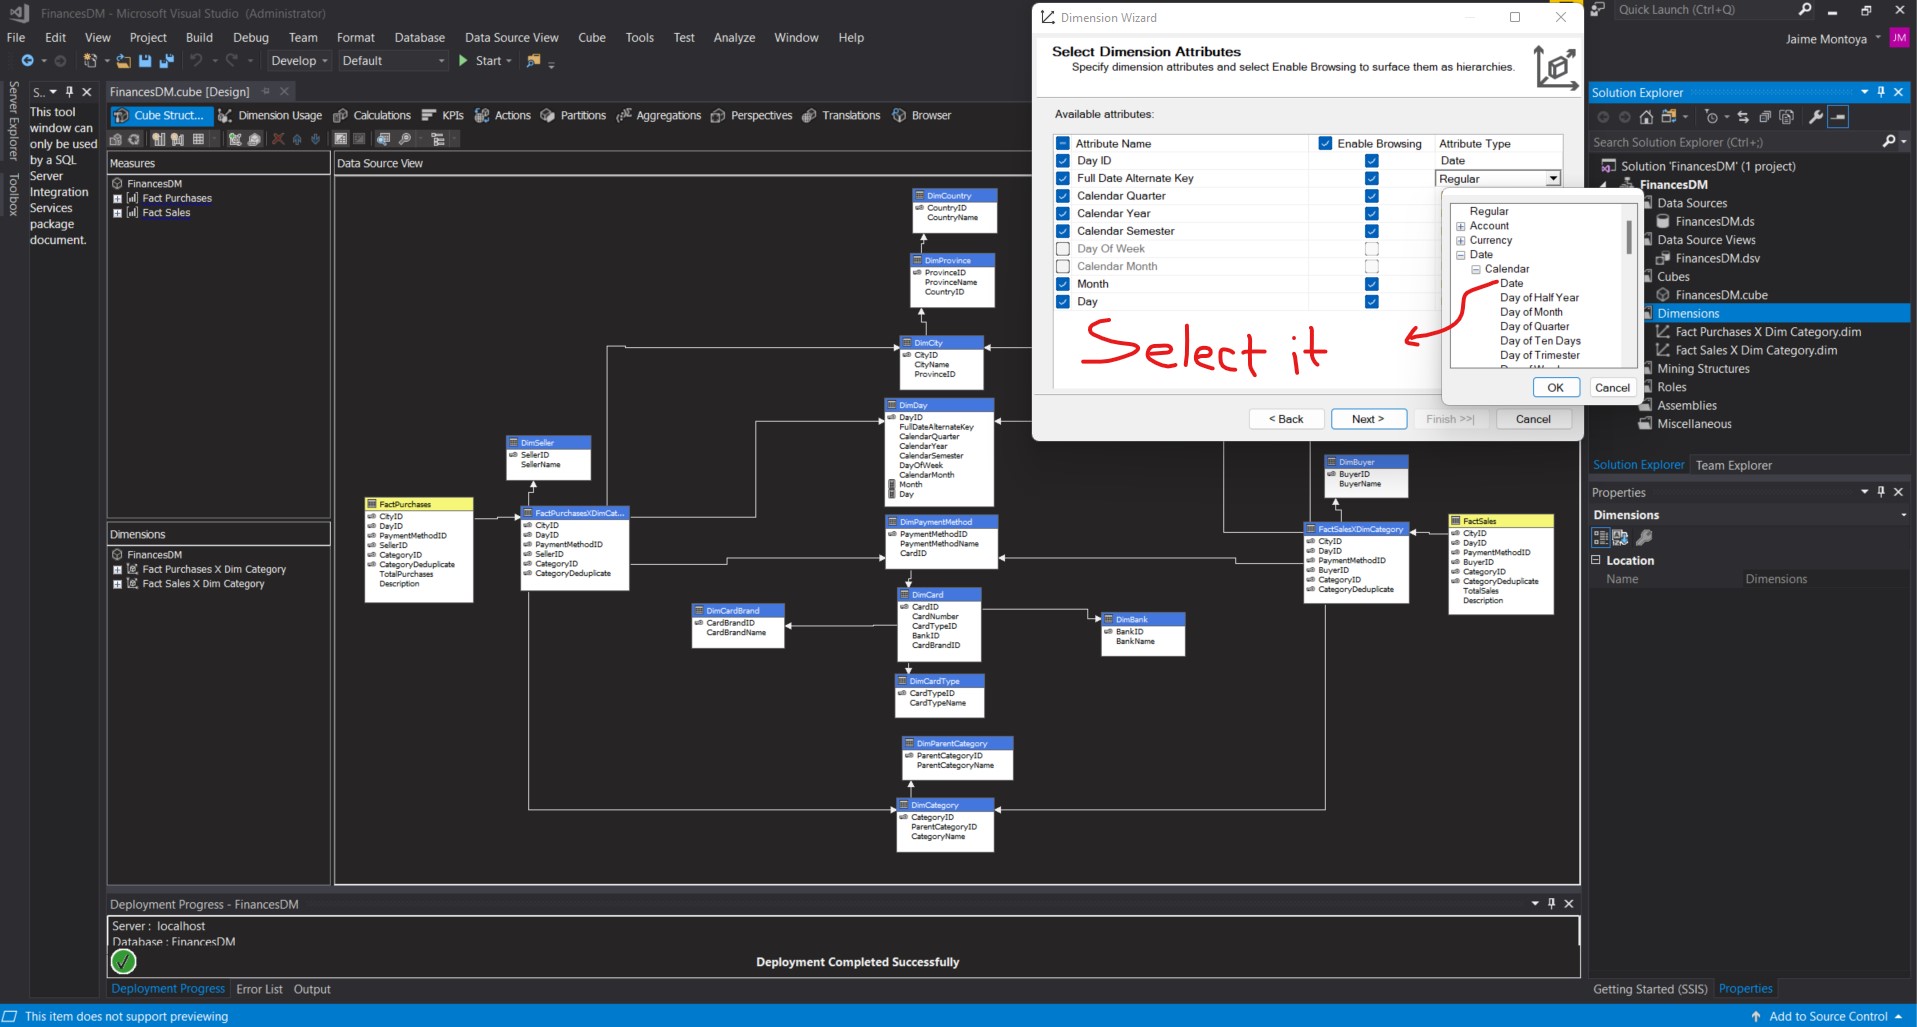 FinancesDM - Microsoft Visual Studio (Administrator)
Quick Launch (Ctrl+Q)
File Edit View Project Build Debug Team Format Database Data Source View Cube Tools Test Analyze Window Help
Jaime Montoya JM
Develop Default Start
Server Explorer
Toolbox
S..
This tool
window can
only be used
by a SQL
Server
Integration
Services
package
document.
FinancesDM.cube [Design]
Cube Struct... Dimension Usage Calculations KPIs Actions Partitions Aggregations Perspectives Translations Browser
Measures
FinancesDM
Fact Purchases
Fact Sales
Dimensions
FinancesDM
Fact Purchases X Dim Category
Fact Sales X Dim Category
Data Source View
DimCountry
CountryID
CountryName
DimProvince
ProvinceID
ProvinceName
CountryID
DimCity
CityID
CityName
ProvinceID
DimDay
DayID
FullDateAlternateKey
CalendarQuarter
CalendarYear
CalendarSemester
DayOfWeek
CalendarMonth
Month
Day
DimSeller
SellerID
SellerName
FactPurchases
CityID
DayID
PaymentMethodID
SellerID
CategoryID
CategoryDeduplicate
TotalPurchases
Description
FactPurchasesXDimCat...
CityID
DayID
PaymentMethodID
SellerID
CategoryID
CategoryDeduplicate
DimPaymentMethod
PaymentMethodID
PaymentMethodName
CardID
DimCard
CardID
CardNumber
CardTypeID
BankID
CardBrandID
DimCardBrand
CardBrandID
CardBrandName
DimBank
BankID
BankName
DimCardType
CardTypeID
CardTypeName
DimParentCategory
ParentCategoryID
ParentCategoryName
DimCategory
CategoryID
ParentCategoryID
CategoryName
DimBuyer
BuyerID
BuyerName
FactSalesXDimCategory
CityID
DayID
PaymentMethodID
BuyerID
CategoryID
CategoryDeduplicate
FactSales
CityID
DayID
PaymentMethodID
BuyerID
CategoryID
CategoryDeduplicate
TotalSales
Description
Dimension Wizard
Select Dimension Attributes
Specify dimension attributes and select Enable Browsing to surface them as hierarchies.
Available attributes:
Attribute Name Enable Browsing Attribute Type
Day ID Date
Full Date Alternate Key Regular
Calendar Quarter
Calendar Year
Calendar Semester
Day Of Week
Calendar Month
Month
Day
Select it
Regular
Account
Currency
Date
Calendar
Date
Day of Half Year
Day of Month
Day of Quarter
Day of Ten Days
Day of Trimester
OK Cancel
< Back Next > Finish >>| Cancel
Solution Explorer
Search Solution Explorer (Ctrl+;)
Solution 'FinancesDM' (1 project)
FinancesDM
Data Sources
FinancesDM.ds
Data Source Views
FinancesDM.dsv
Cubes
FinancesDM.cube
Dimensions
Fact Purchases X Dim Category.dim
Fact Sales X Dim Category.dim
Mining Structures
Roles
Assemblies
Miscellaneous
Solution Explorer Team Explorer
Properties
Dimensions
Location
Name Dimensions
Getting Started (SSIS) Properties
Deployment Progress - FinancesDM
Server : localhost
Database : FinancesDM
Deployment Completed Successfully
Deployment Progress Error List Output
This item does not support previewing
Add to Source Control